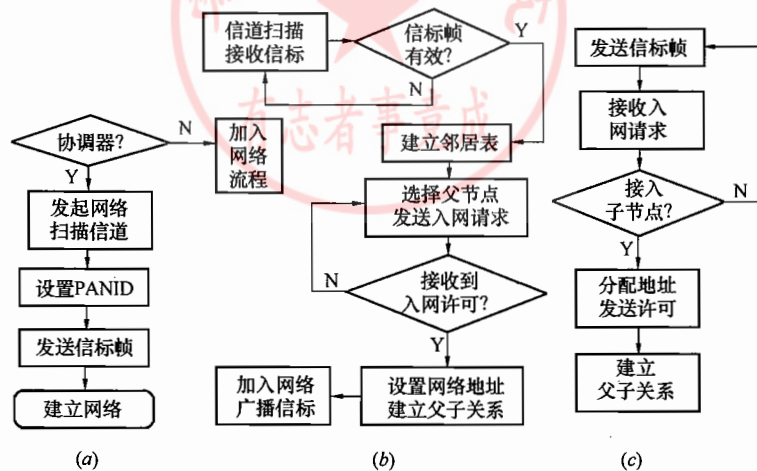 协调器?
N
加入
网络
流程
Y
发起网络
扫描信道
设置PANID
发送信标帧
建立网络
(a)
信道扫描
接收信标
信标帧
有效?
Y
N
建立邻居表
选择父节点
发送入网请求
N
接收到
入网许可?
Y
设置网络地址
建立父子关系
加入网络
广播信标
(b)
发送信标帧
接收入
网请求
接入
子节点?
N
Y
分配地址
发送许可
建立
父子关系
(c)
有志者事竟成